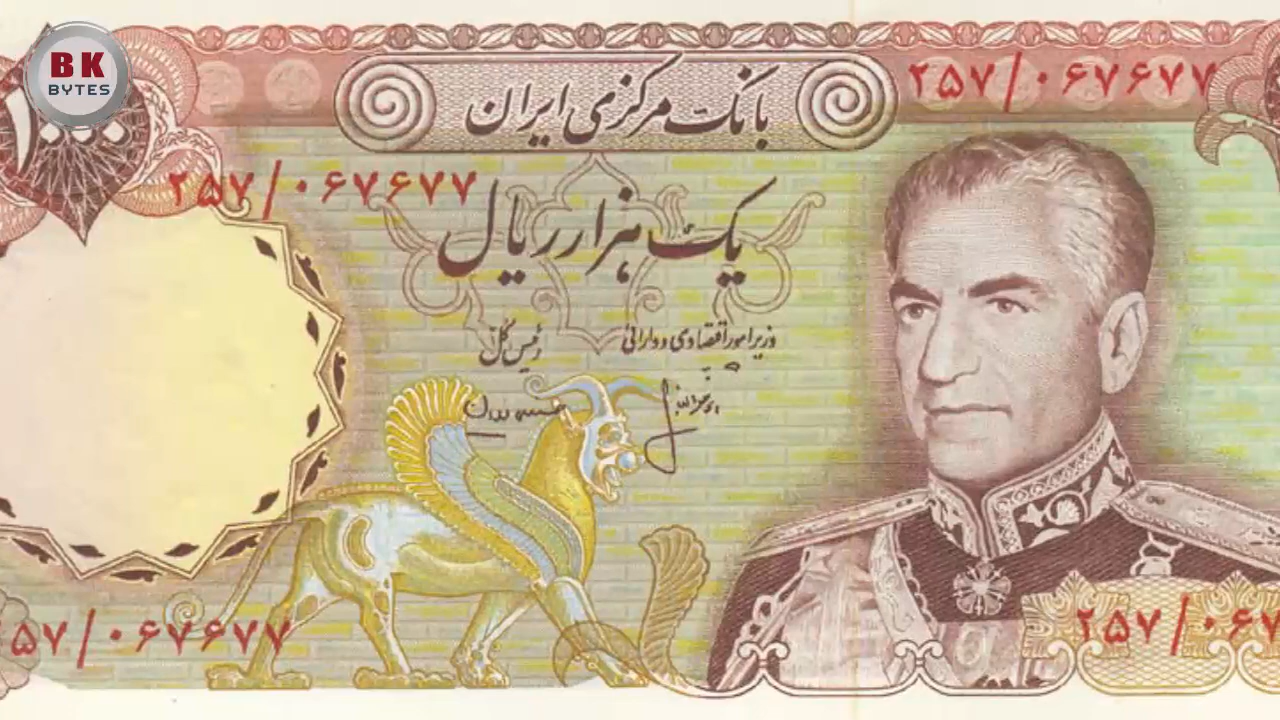 BK
BYTES
بانک مرکزی ایران
۲۵۷/۰۶۷۶۷۷
۱۰۰۰
۲۵۷/۰۶۷۶۷۷
یک هزار ریال
وزیر امور اقتصادی و دارائی
رئیس کل
۲۵۷/۰۶۷۶۷۷
۲۵۷/۰۶۷